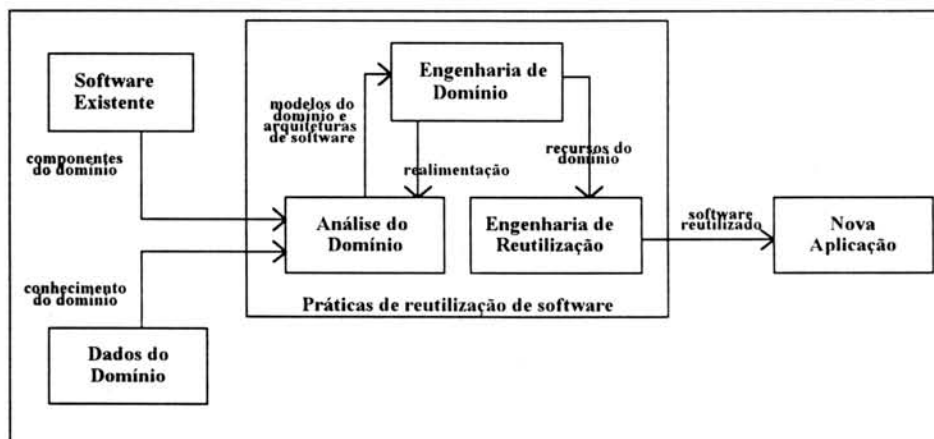 Software
Existente
componentes
do domínio
conhecimento
do domínio
Dados do
Domínio
modelos do
domínio e
arquiteturas
de software
Engenharia de
Domínio
realimentação
recursos do
domínio
Análise do
Domínio
Engenharia de
Reutilização
Práticas de reutilização de software
software
reutilizado
Nova
Aplicação